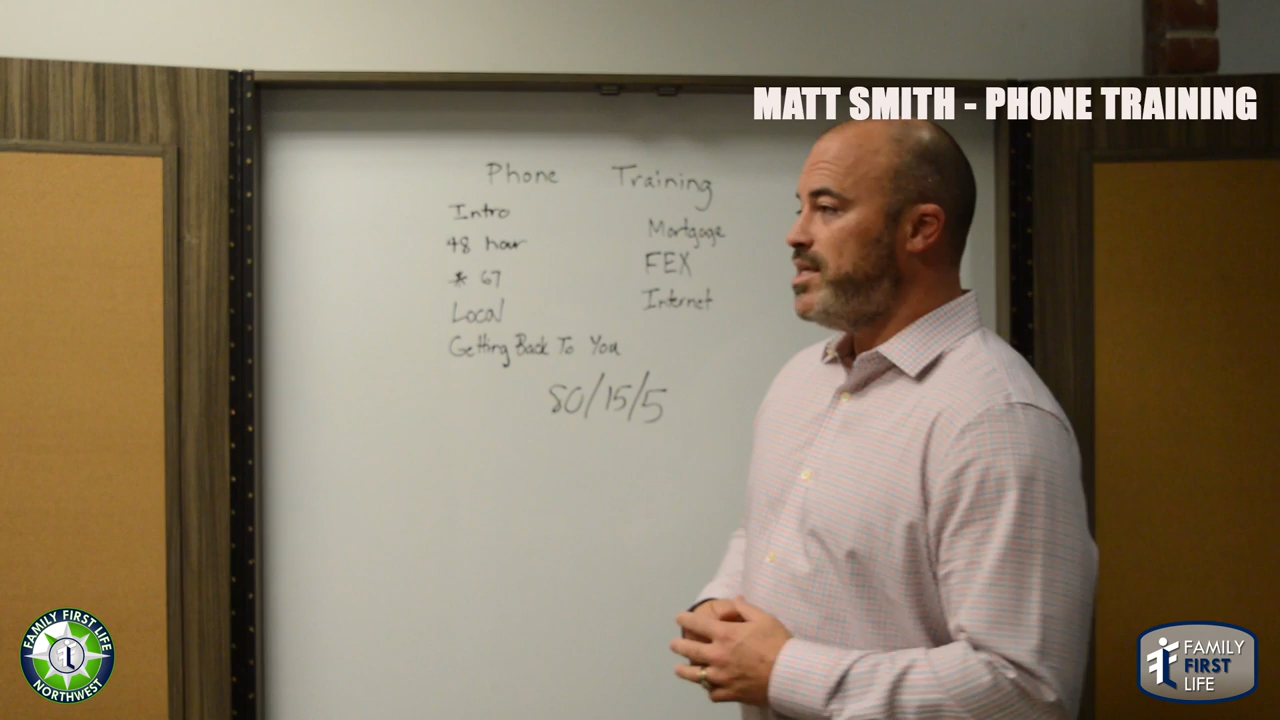 MATT SMITH - PHONE TRAINING
Phone Training
Intro
48 hour
* 67
Local
Getting Back To You
Mortgage
FEX
Internet
80/15/5
FAMILY FIRST LIFE
NORTHWEST
FAMILY
FIRST
LIFE